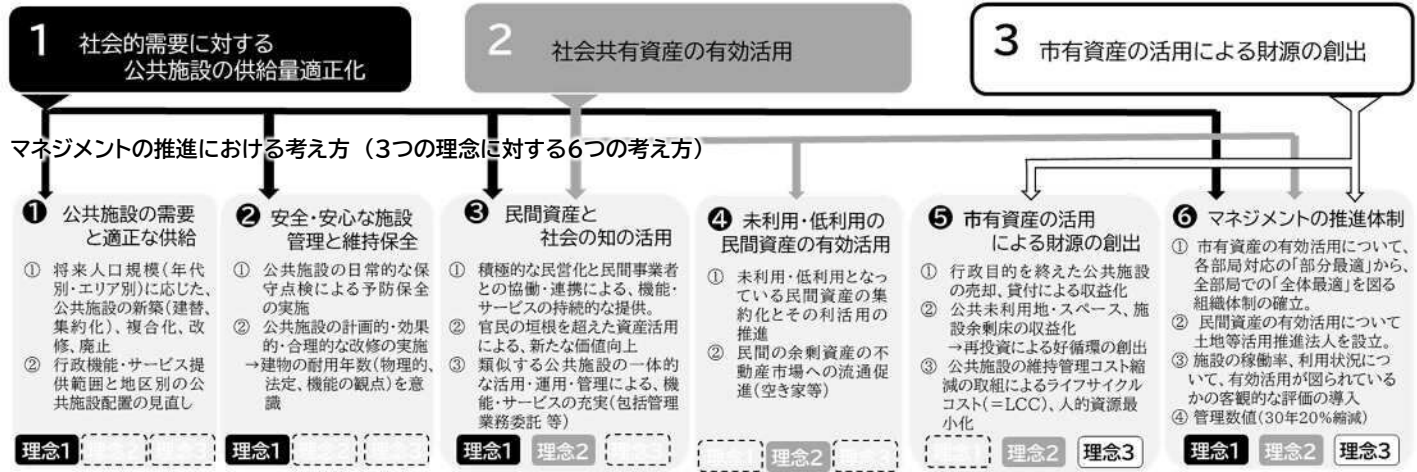 1 社会的需要に対する
公共施設の供給量適正化
2 社会共有資産の有効活用
3 市有資産の活用による財源の創出
マネジメントの推進における考え方（3つの理念に対する6つの考え方）
❶ 公共施設の需要
と適正な供給
① 将来人口規模（年代
別・エリア別）に応じた、
公共施設の新築（建替、
集約化）、複合化、改
修、廃止
② 行政機能・サービス提
供範囲と地区別の公
共施設配置の見直し
理念1 理念2 理念3
❷ 安全・安心な施設
管理と維持保全
① 公共施設の日常的な保
守点検による予防保全
の実施
② 公共施設の計画的・効果
的・合理的な改修の実施
→建物の耐用年数（物理的、
法定、機能の観点）を意
識
理念1 理念2 理念3
❸ 民間資産と
社会の知の活用
① 積極的な民営化と民間事業者
との協働・連携による、機能・
サービスの持続的な提供。
② 官民の垣根を超えた資産活用
による、新たな価値向上
③ 類似する公共施設の一体的
な活用・運用・管理による、機
能・サービスの充実（包括管理
業務委託 等）
理念1 理念2 理念3
❹ 未利用・低利用の
民間資産の有効活用
① 未利用・低利用となっ
ている民間資産の集
約化とその利活用の
推進
② 民間の余剰資産の不
動産市場への流通促
進（空き家等）
理念1 理念2 理念3
❺ 市有資産の活用
による財源の創出
① 行政目的を終えた公共施設
の売却、貸付による収益化
② 公共未利用地・スペース、施
設余剰床の収益化
→再投資による好循環の創出
③ 公共施設の維持管理コスト縮
減の取組によるライフサイクル
コスト（＝LCC）、人的資源最
小化
理念1 理念2 理念3
❻ マネジメントの推進体制
① 市有資産の有効活用について、
各部局対応の「部分最適」から、
全部局での「全体最適」を図る
組織体制の確立。
② 民間資産の有効活用について
土地等活用推進法人を設立。
③ 施設の稼働率、利用状況につ
いて、有効活用が図られている
かの客観的な評価の導入
④ 管理数値（30年20％縮減）
理念1 理念2 理念3